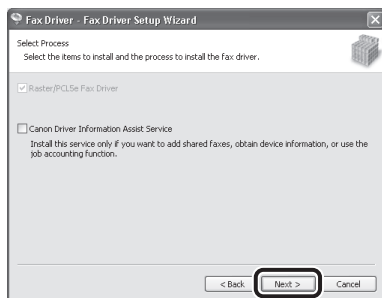 Fax Driver - Fax Driver Setup Wizard
Select Process
Select the items to install and the process to install the fax driver.
Raster/PCL5e Fax Driver
Canon Driver Information Assist Service
Install this service only if you want to add shared faxes, obtain device information, or use the
job accounting function.
< Back Next > Cancel